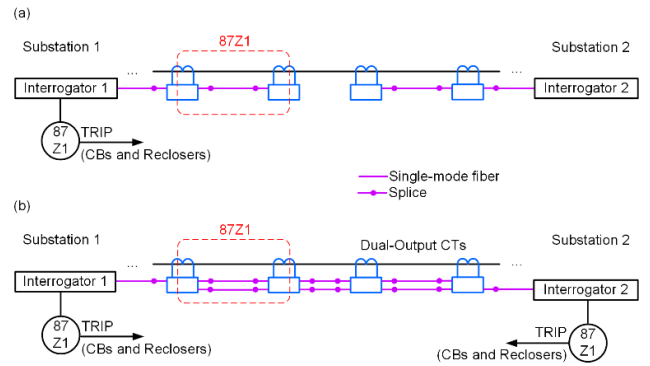 (a)
87Z1
Substation 1
Substation 2
...
...
Interrogator 1
Interrogator 2
87
Z1
TRIP
(CBs and Reclosers)
Single-mode fiber
Splice
(b)
87Z1
Substation 1
Dual-Output CTs
Substation 2
...
...
Interrogator 1
Interrogator 2
87
Z1
TRIP
(CBs and Reclosers)
TRIP
(CBs and Reclosers)
87
Z1